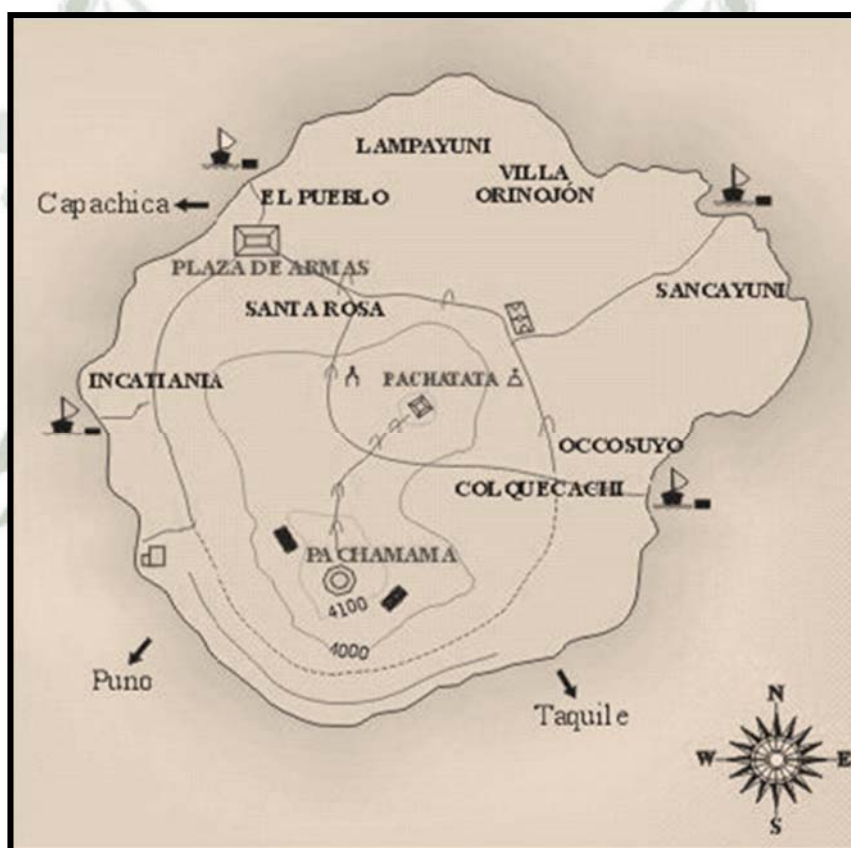 LAMPAYUNI
VILLA
ORINOJÓN
Capachica
EL PUEBLO
PLAZA DE ARMAS
SANTA ROSA
SANCAYUNI
INCATIANIA
PACHATATA
OCCOSUYO
COLQUECACHI
PACHAMAMA
4100
4000
Puno
Taquile
N
W
E
S